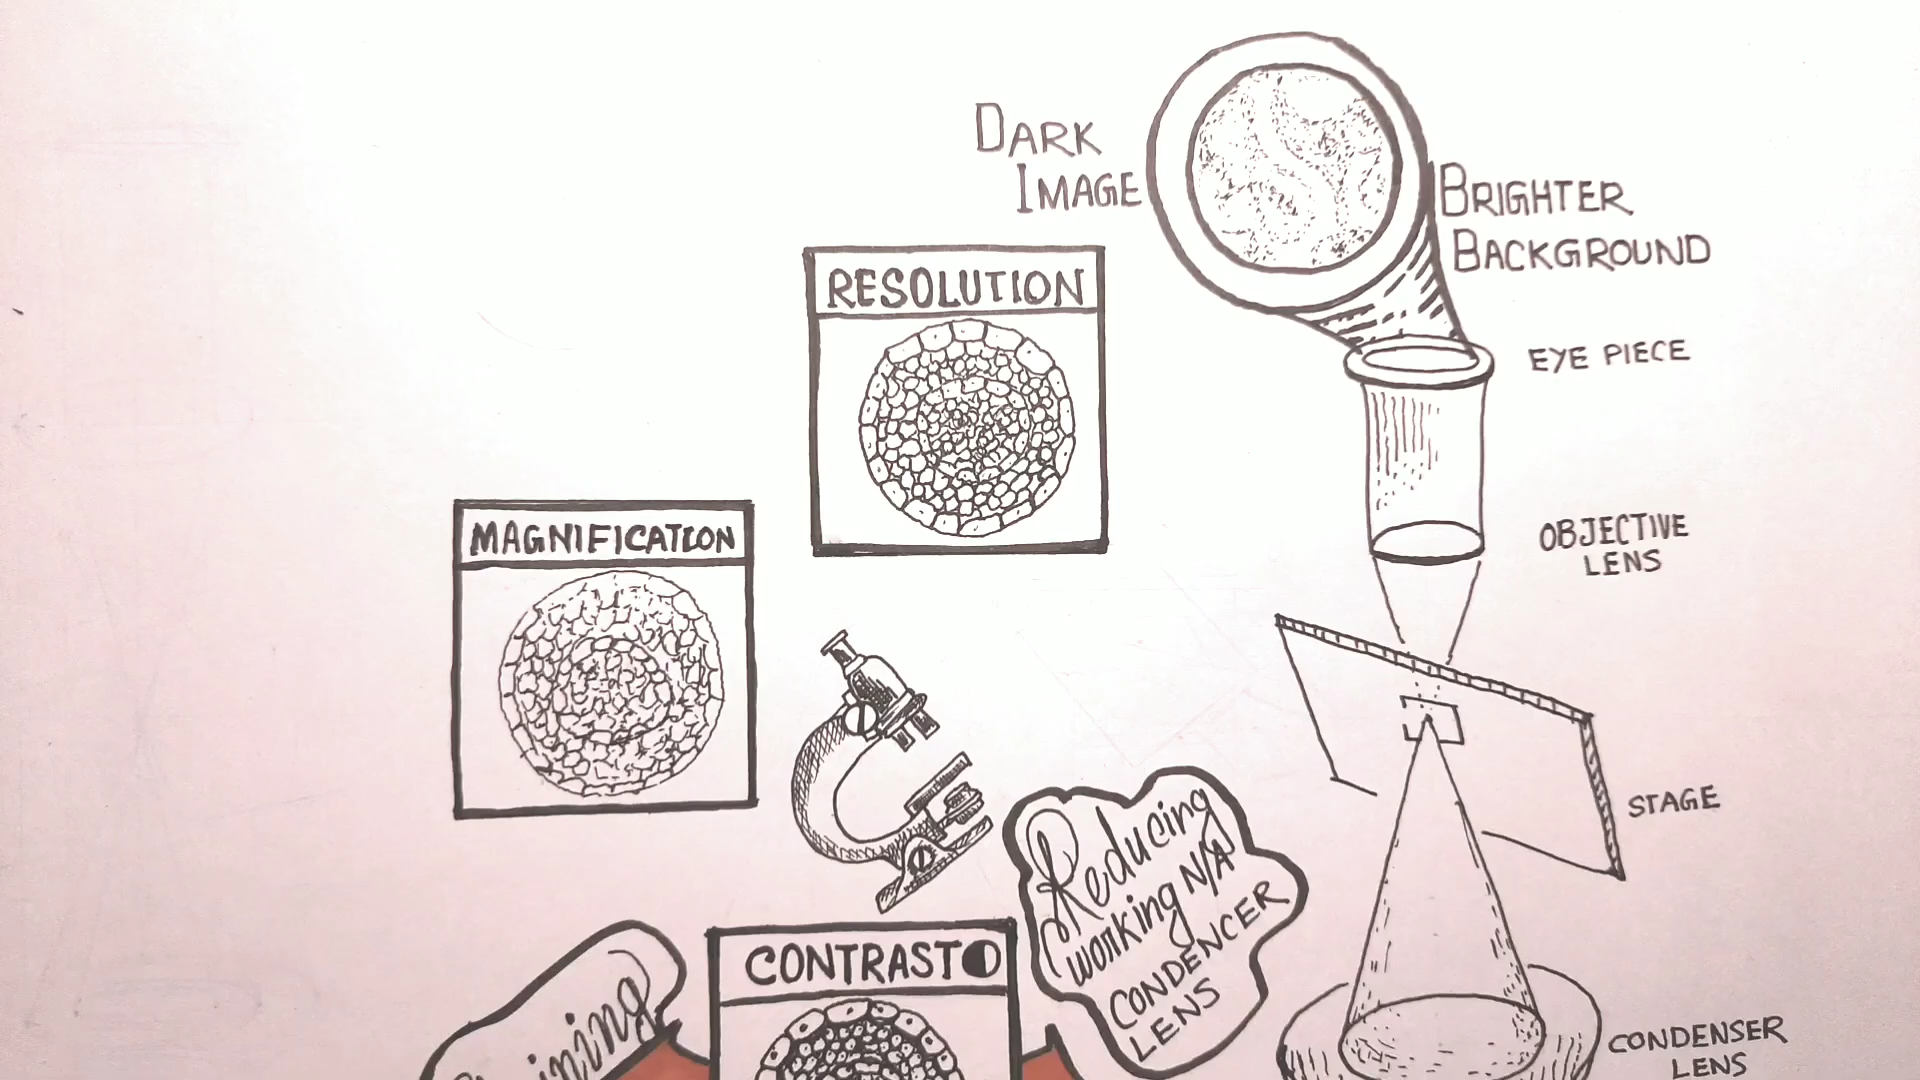 DARK
IMAGE
BRIGHTER
BACKGROUND
RESOLUTION
EYE PIECE
MAGNIFICATION
OBJECTIVE
LENS
STAGE
Reducing
working N/A
CONDENCER
LENS
CONTRAST
CONDENSER
LENS